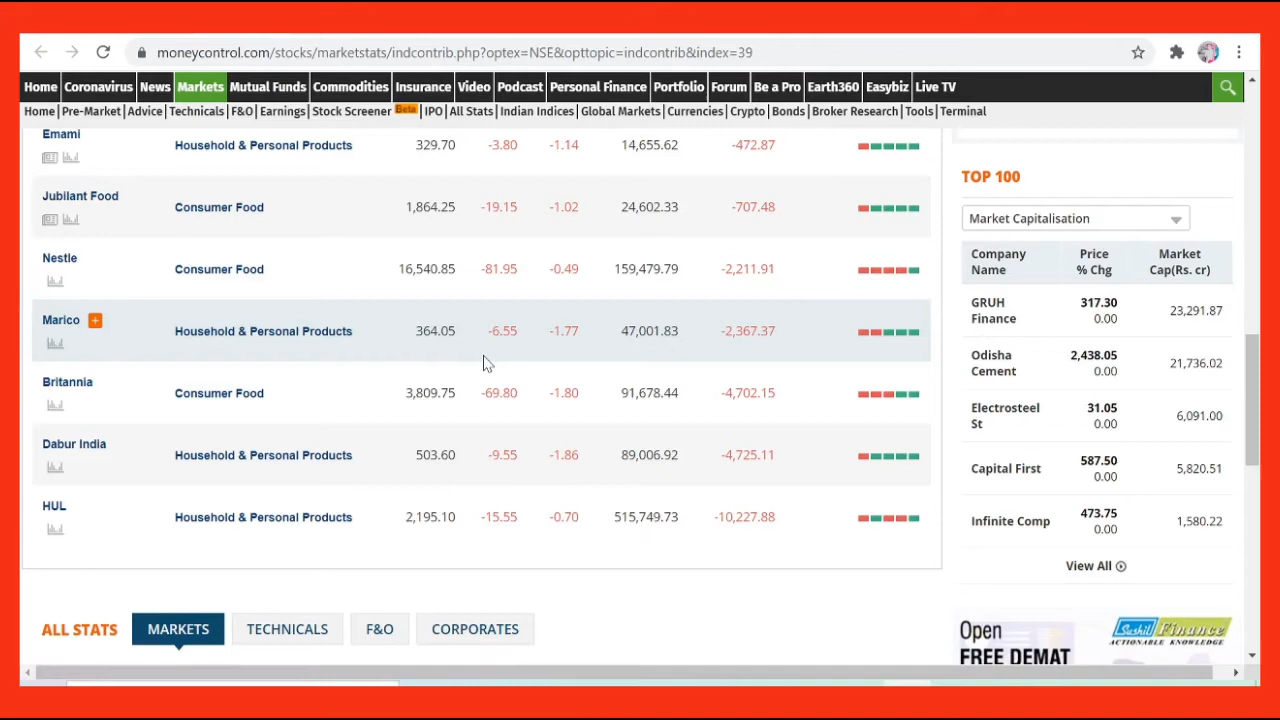 moneycontrol.com/stocks/marketstats/indcontrib.php?optex=NSE&opttopic=indcontrib&index=39
Home Coronavirus News Markets Mutual Funds Commodities Insurance Video Podcast Personal Finance Portfolio Forum Be a Pro Earth360 Easybiz Live TV
Home Pre-Market Advice Technicals F&O Earnings Stock Screener Beta IPO All Stats Indian Indices Global Markets Currencies Crypto Bonds Broker Research Tools Terminal
Emami Household & Personal Products 329.70 -3.80 -1.14 14,655.62 -472.87
Jubilant Food Consumer Food 1,864.25 -19.15 -1.02 24,602.33 -707.48
Nestle Consumer Food 16,540.85 -81.95 -0.49 159,479.79 -2,211.91
Marico + Household & Personal Products 364.05 -6.55 -1.77 47,001.83 -2,367.37
Britannia Consumer Food 3,809.75 -69.80 -1.80 91,678.44 -4,702.15
Dabur India Household & Personal Products 503.60 -9.55 -1.86 89,006.92 -4,725.11
HUL Household & Personal Products 2,195.10 -15.55 -0.70 515,749.73 -10,227.88
ALL STATS MARKETS TECHNICALS F&O CORPORATES
TOP 100
Market Capitalisation
Company Price Market
Name % Chg Cap(Rs. cr)
GRUH 317.30
Finance 0.00 23,291.87
Odisha 2,438.05
Cement 0.00 21,736.02
Electrosteel 31.05
St 0.00 6,091.00
Capital First 587.50 5,820.51
0.00
Infinite Comp 473.75 1,580.22
0.00
View All
Open Sushil Finance
ACTIONABLE KNOWLEDGE
FREE DEMAT